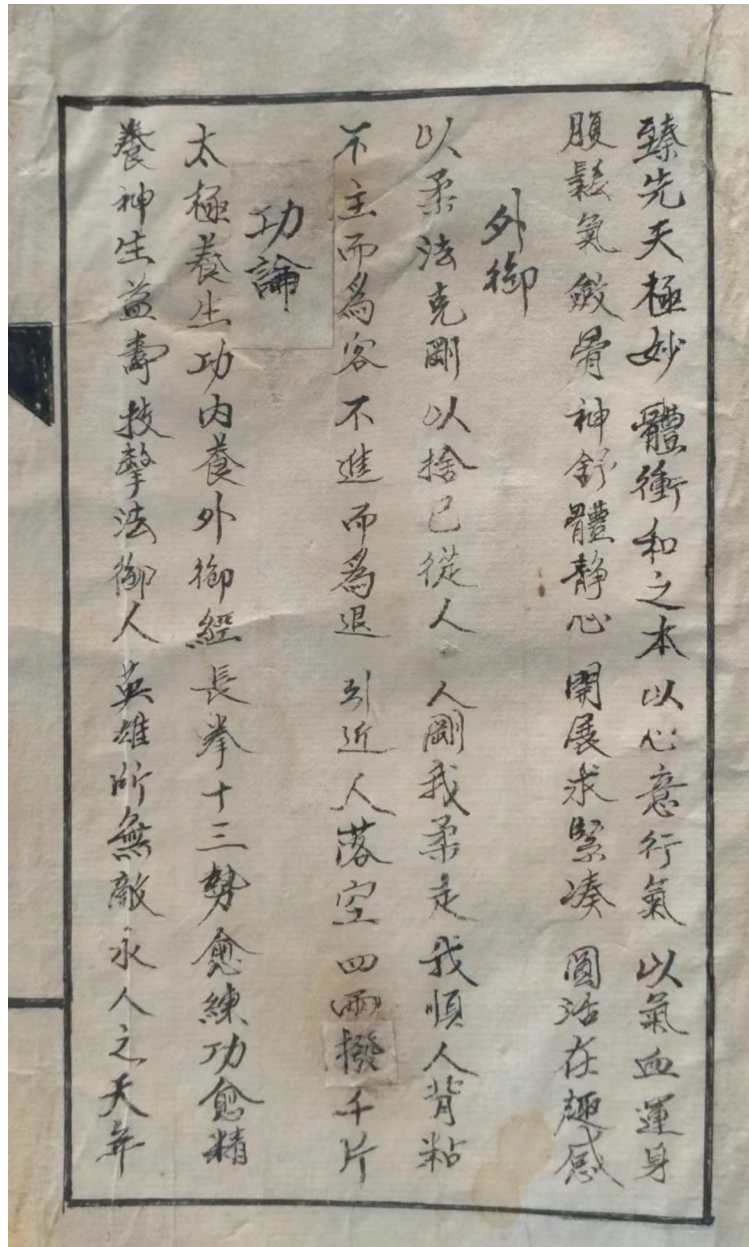 臻先天極妙 體衝和之本以心意行氣 以氣血運身
腹鬆氣斂骨 神舒體静心 開展求緊凑 圓活在趣感
外御
以柔法克剛以捨己從人 人剛我柔走我順人背粘
不主而為客不進而為退 引近人落空四兩撥千斤
功論
太極養生功内養外御經長拳十三勢愈練功愈精
養神生益壽技擊法御人英雄所無敵永人之天年